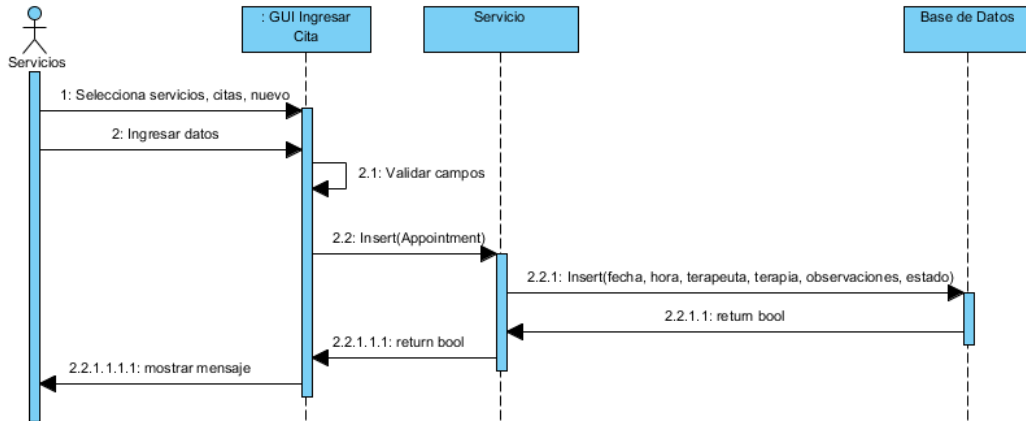 : GUI Ingresar
Cita
Servicio
Base de Datos
Servicios
1: Selecciona servicios, citas, nuevo
2: Ingresar datos
2.1: Validar campos
2.2: Insert(Appointment)
2.2.1: Insert(fecha, hora, terapeuta, terapia, observaciones, estado)
2.2.1.1: return bool
2.2.1.1.1: return bool
2.2.1.1.1.1: mostrar mensaje